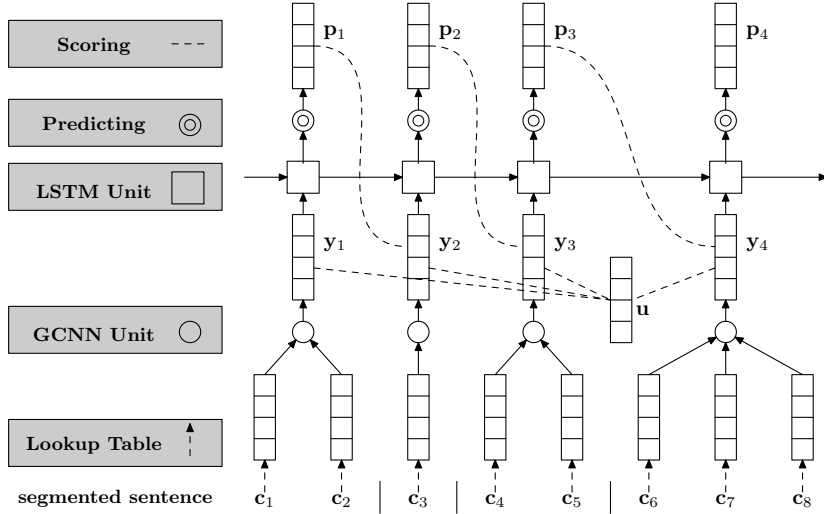 Scoring
p₁ p₂ p₃ p₄
Predicting
LSTM Unit
y₁ y₂ y₃ y₄
u
GCNN Unit
Lookup Table
segmented sentence c₁ c₂ c₃ c₄ c₅ c₆ c₇ c₈